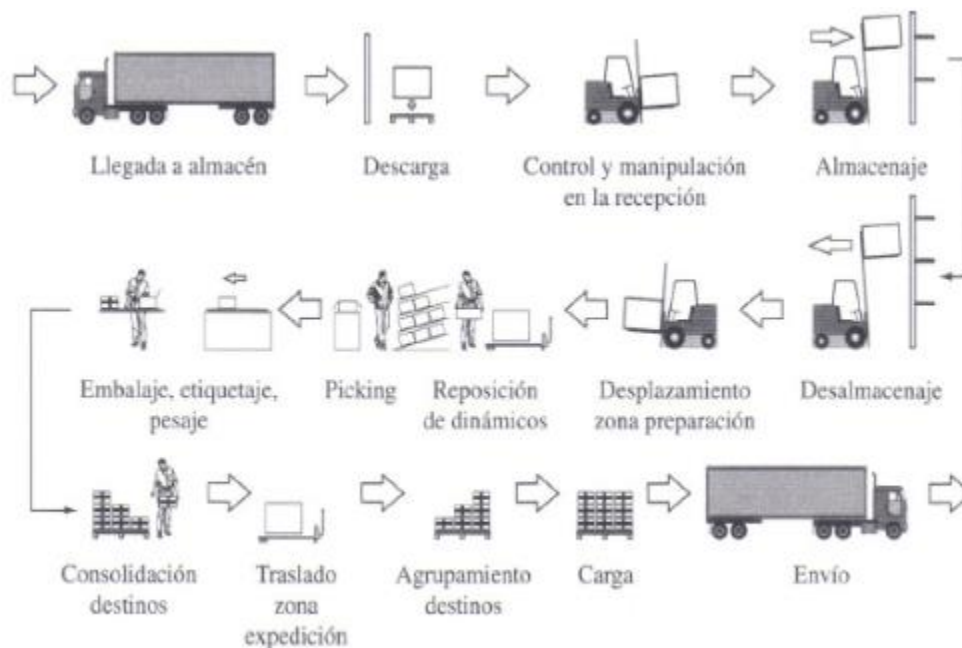 Llegada a almacén
Descarga
Control y manipulación
en la recepción
Almacenaje
Embalaje, etiquetaje,
pesaje
Picking
Reposición
de dinámicos
Desplazamiento
zona preparación
Desalmacenaje
Consolidación
destinos
Traslado
zona
expedición
Agrupamiento
destinos
Carga
Envío